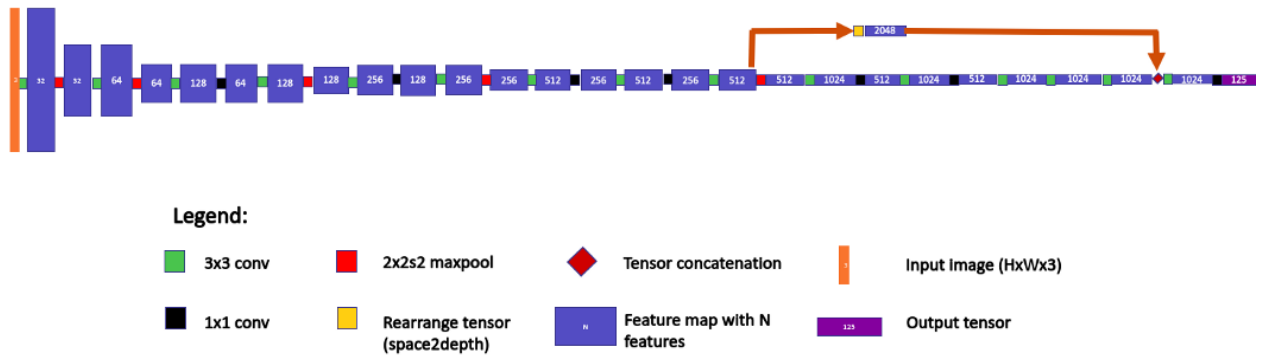 2048
3 32 32 64 64 128 64 128 128 256 128 256 256 512 256 512 256 512 512 1024 512 1024 512 1024 1024 1024 1024 125
Legend:
3x3 conv 2x2s2 maxpool Tensor concatenation Input image (HxWx3)
1x1 conv Rearrange tensor N Feature map with N 125 Output tensor
(space2depth) features